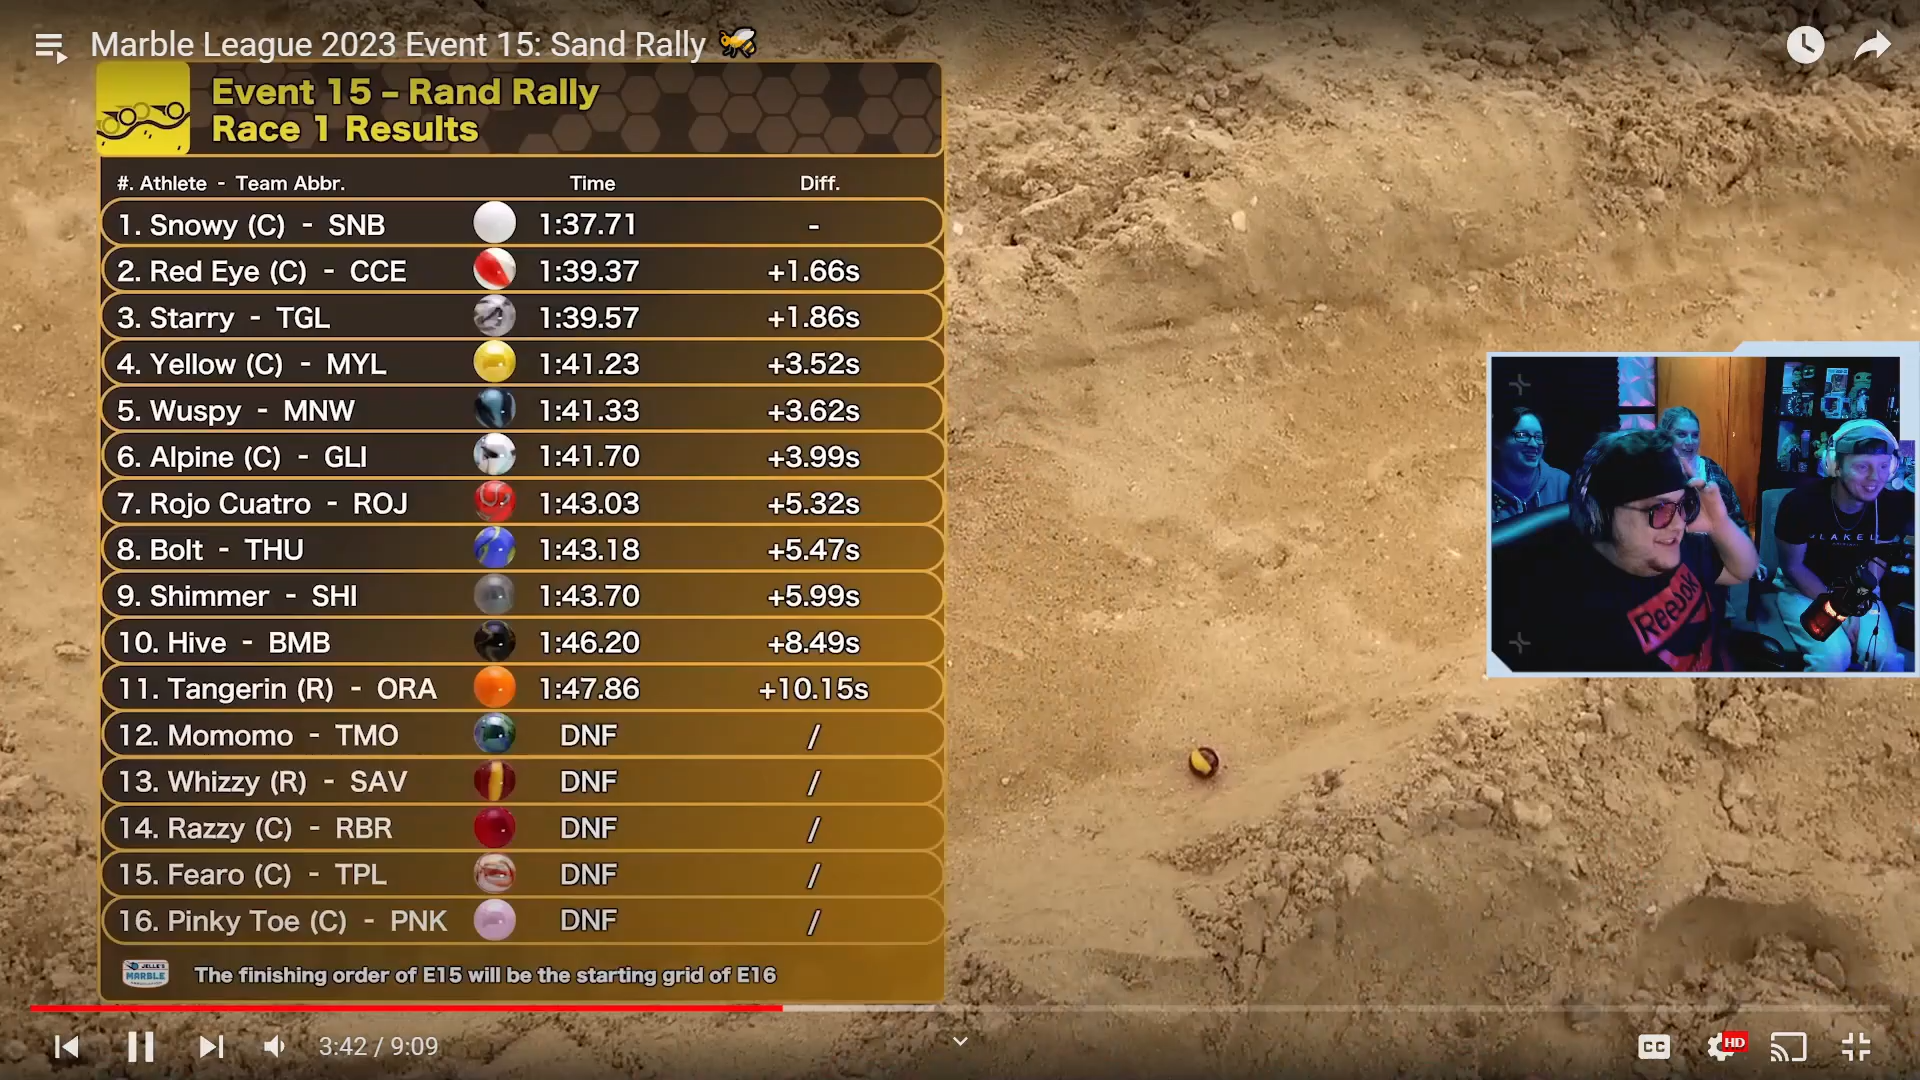 Marble League 2023 Event 15: Sand Rally
Event 15 – Rand Rally
Race 1 Results
#. Athlete - Team Abbr. Time Diff.
1. Snowy (C) - SNB 1:37.71 -
2. Red Eye (C) - CCE 1:39.37 +1.66s
3. Starry - TGL 1:39.57 +1.86s
4. Yellow (C) - MYL 1:41.23 +3.52s
5. Wuspy - MNW 1:41.33 +3.62s
6. Alpine (C) - GLI 1:41.70 +3.99s
7. Rojo Cuatro - ROJ 1:43.03 +5.32s
8. Bolt - THU 1:43.18 +5.47s
9. Shimmer - SHI 1:43.70 +5.99s
10. Hive - BMB 1:46.20 +8.49s
11. Tangerin (R) - ORA 1:47.86 +10.15s
12. Momomo - TMO DNF /
13. Whizzy (R) - SAV DNF /
14. Razzy (C) - RBR DNF /
15. Fearo (C) - TPL DNF /
16. Pinky Toe (C) - PNK DNF /
JELLE'S
MARBLE
The finishing order of E15 will be the starting grid of E16
Reebok
3:42 / 9:09
CC
HD